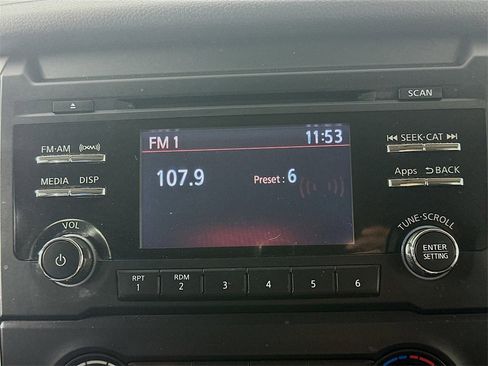 SCAN
FM·AM ((XM))
SEEK·CAT
MEDIA DISP
Apps BACK
FM 1 11:53
107.9 Preset : 6
VOL
TUNE·SCROLL
ENTER
SETTING
RPT RDM
1 2 3 4 5 6